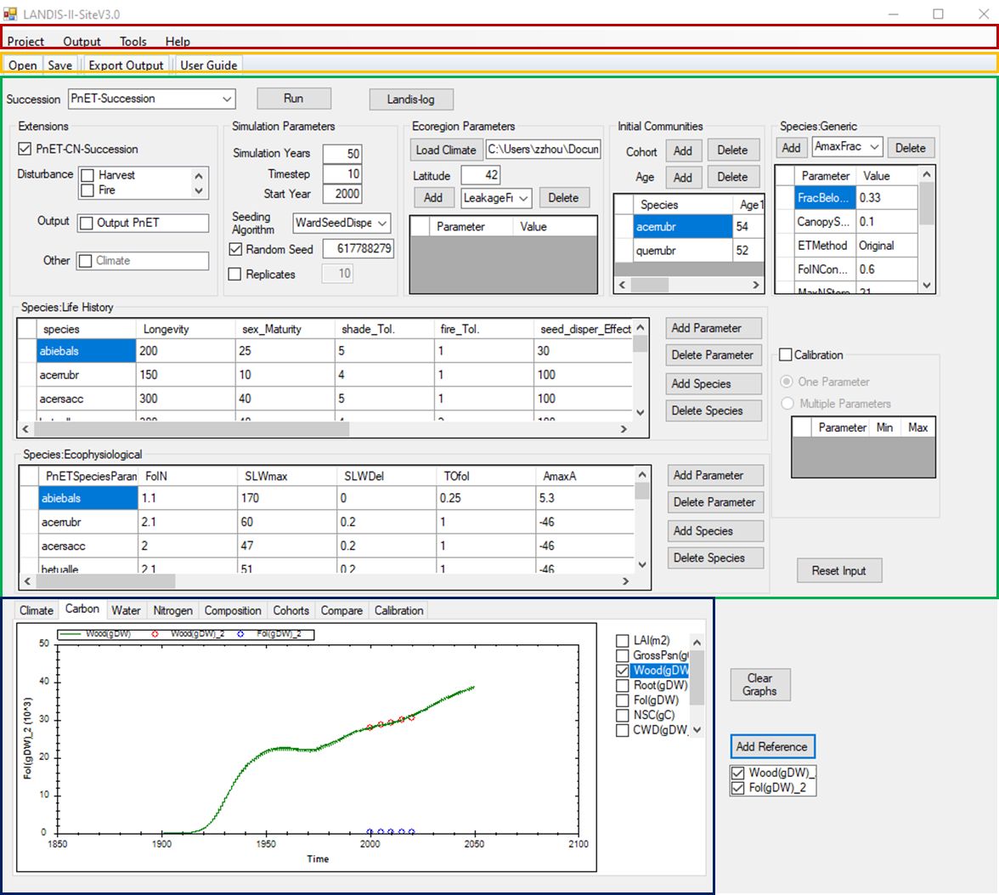 LANDIS-II-SiteV3.0
Project Output Tools Help
Open Save Export Output User Guide
Succession PnET-Succession Run Landis-log
Extensions
PnET-CN-Succession
Disturbance Harvest
Fire
Output Output PnET
Other Climate
Simulation Parameters
Simulation Years 50
Timestep 10
Start Year 2000
Seeding
Algorithm WardSeedDispe
Random Seed 617788279
Replicates 10
Ecoregion Parameters
Load Climate C:\Users\zzhou\Docun
Latitude 42
Add LeakageFr Delete
Parameter Value
Initial Communities
Cohort Add Delete
Age Add Delete
Species Age1
acerrubr 54
querrubr 52
Species:Generic
Add AmaxFrac Delete
Parameter Value
FracBelo... 0.33
CanopyS... 0.1
ETMethod Original
FolNCon... 0.6
MaxNStore 21
Species:Life History
species Longevity sex_Maturity shade_Tol. fire_Tol. seed_disper_Effect
abiebals 200 25 5 1 30
acerrubr 150 10 4 1 100
acersacc 300 40 5 1 100
Add Parameter
Delete Parameter
Add Species
Delete Species
Calibration
One Parameter
Multiple Parameters
Parameter Min Max
Species:Ecophysiological
PnETSpeciesParam FolN SLWmax SLWDel TOfol AmaxA
abiebals 1.1 170 0 0.25 5.3
acerrubr 2.1 60 0.2 1 -46
acersacc 2 47 0.2 1 -46
betualle 2.1 51 0.2 1 -46
Add Parameter
Delete Parameter
Add Species
Delete Species
Reset Input
Climate Carbon Water Nitrogen Composition Cohorts Compare Calibration
Wood(gDW) Wood(gDW)_2 Fol(gDW)_2
Fol(gDW)_2 (10^3)
50
40
30
20
10
0
1850 1900 1950 2000 2050 2100
Time
LAI(m2)
GrossPsn(g
Wood(gDW
Root(gDW)
Fol(gDW)
NSC(gC)
CWD(gDW_
Clear
Graphs
Add Reference
Wood(gDW)_
Fol(gDW)_2